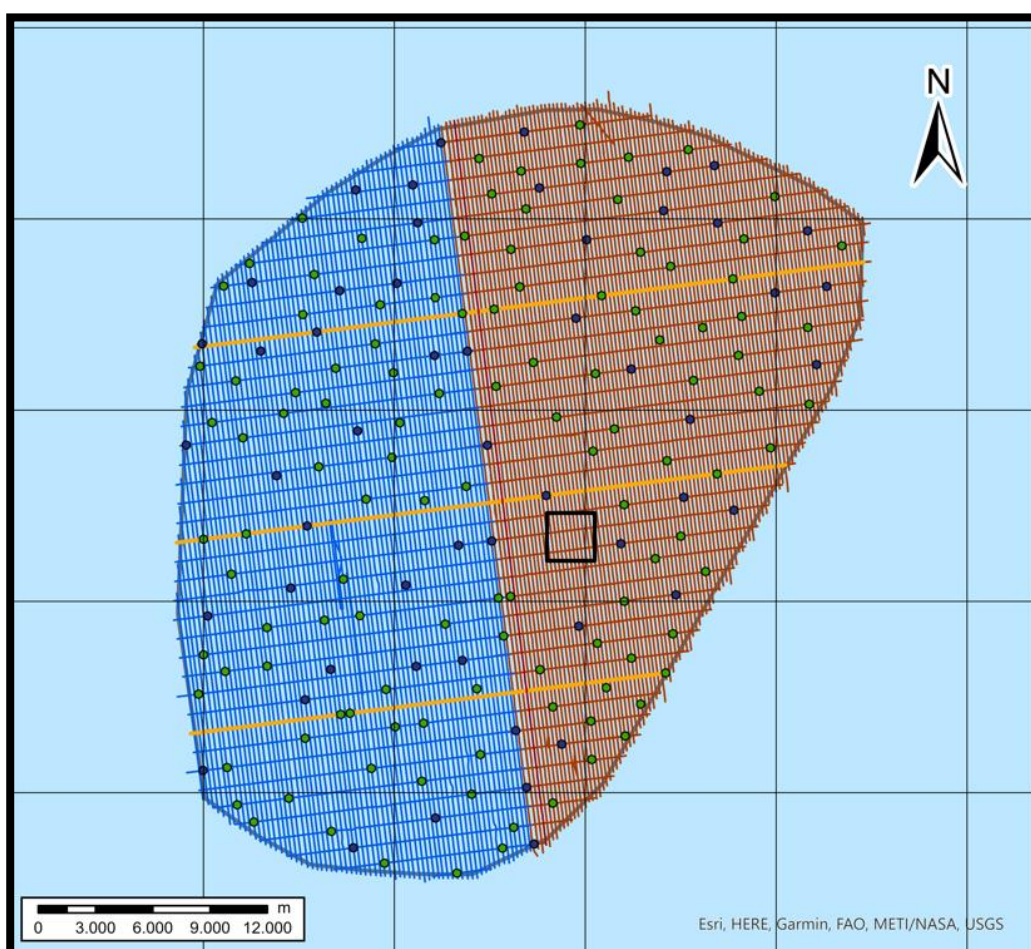 N
m
0 3.000 6.000 9.000 12.000
Esri, HERE, Garmin, FAO, METI/NASA, USGS